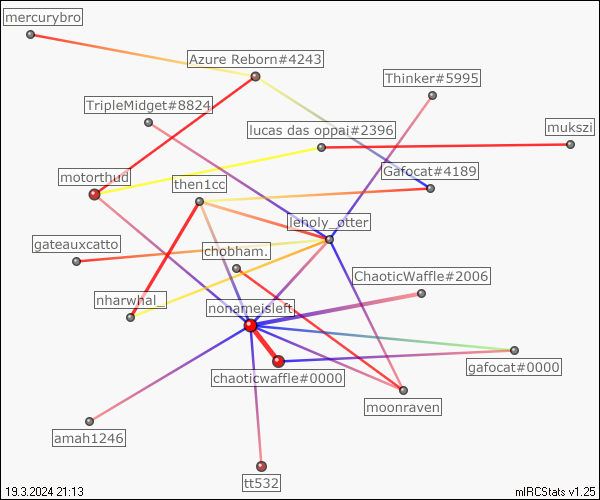 mercurybro
Azure Reborn#4243
Thinker#5995
TripleMidget#8824
lucas das oppai#2396
mukszi
motorthud
then1cc
Gafocat#4189
leholy_øtter
gateauxcatto
chobham.
ChaoticWaffle#2006
nharwhal_
nonameisleft
chaoticwaffle#0000
gafocat#0000
moonraven
amah1246
tt532
19.3.2024 21:13
mIRCStats v1.25